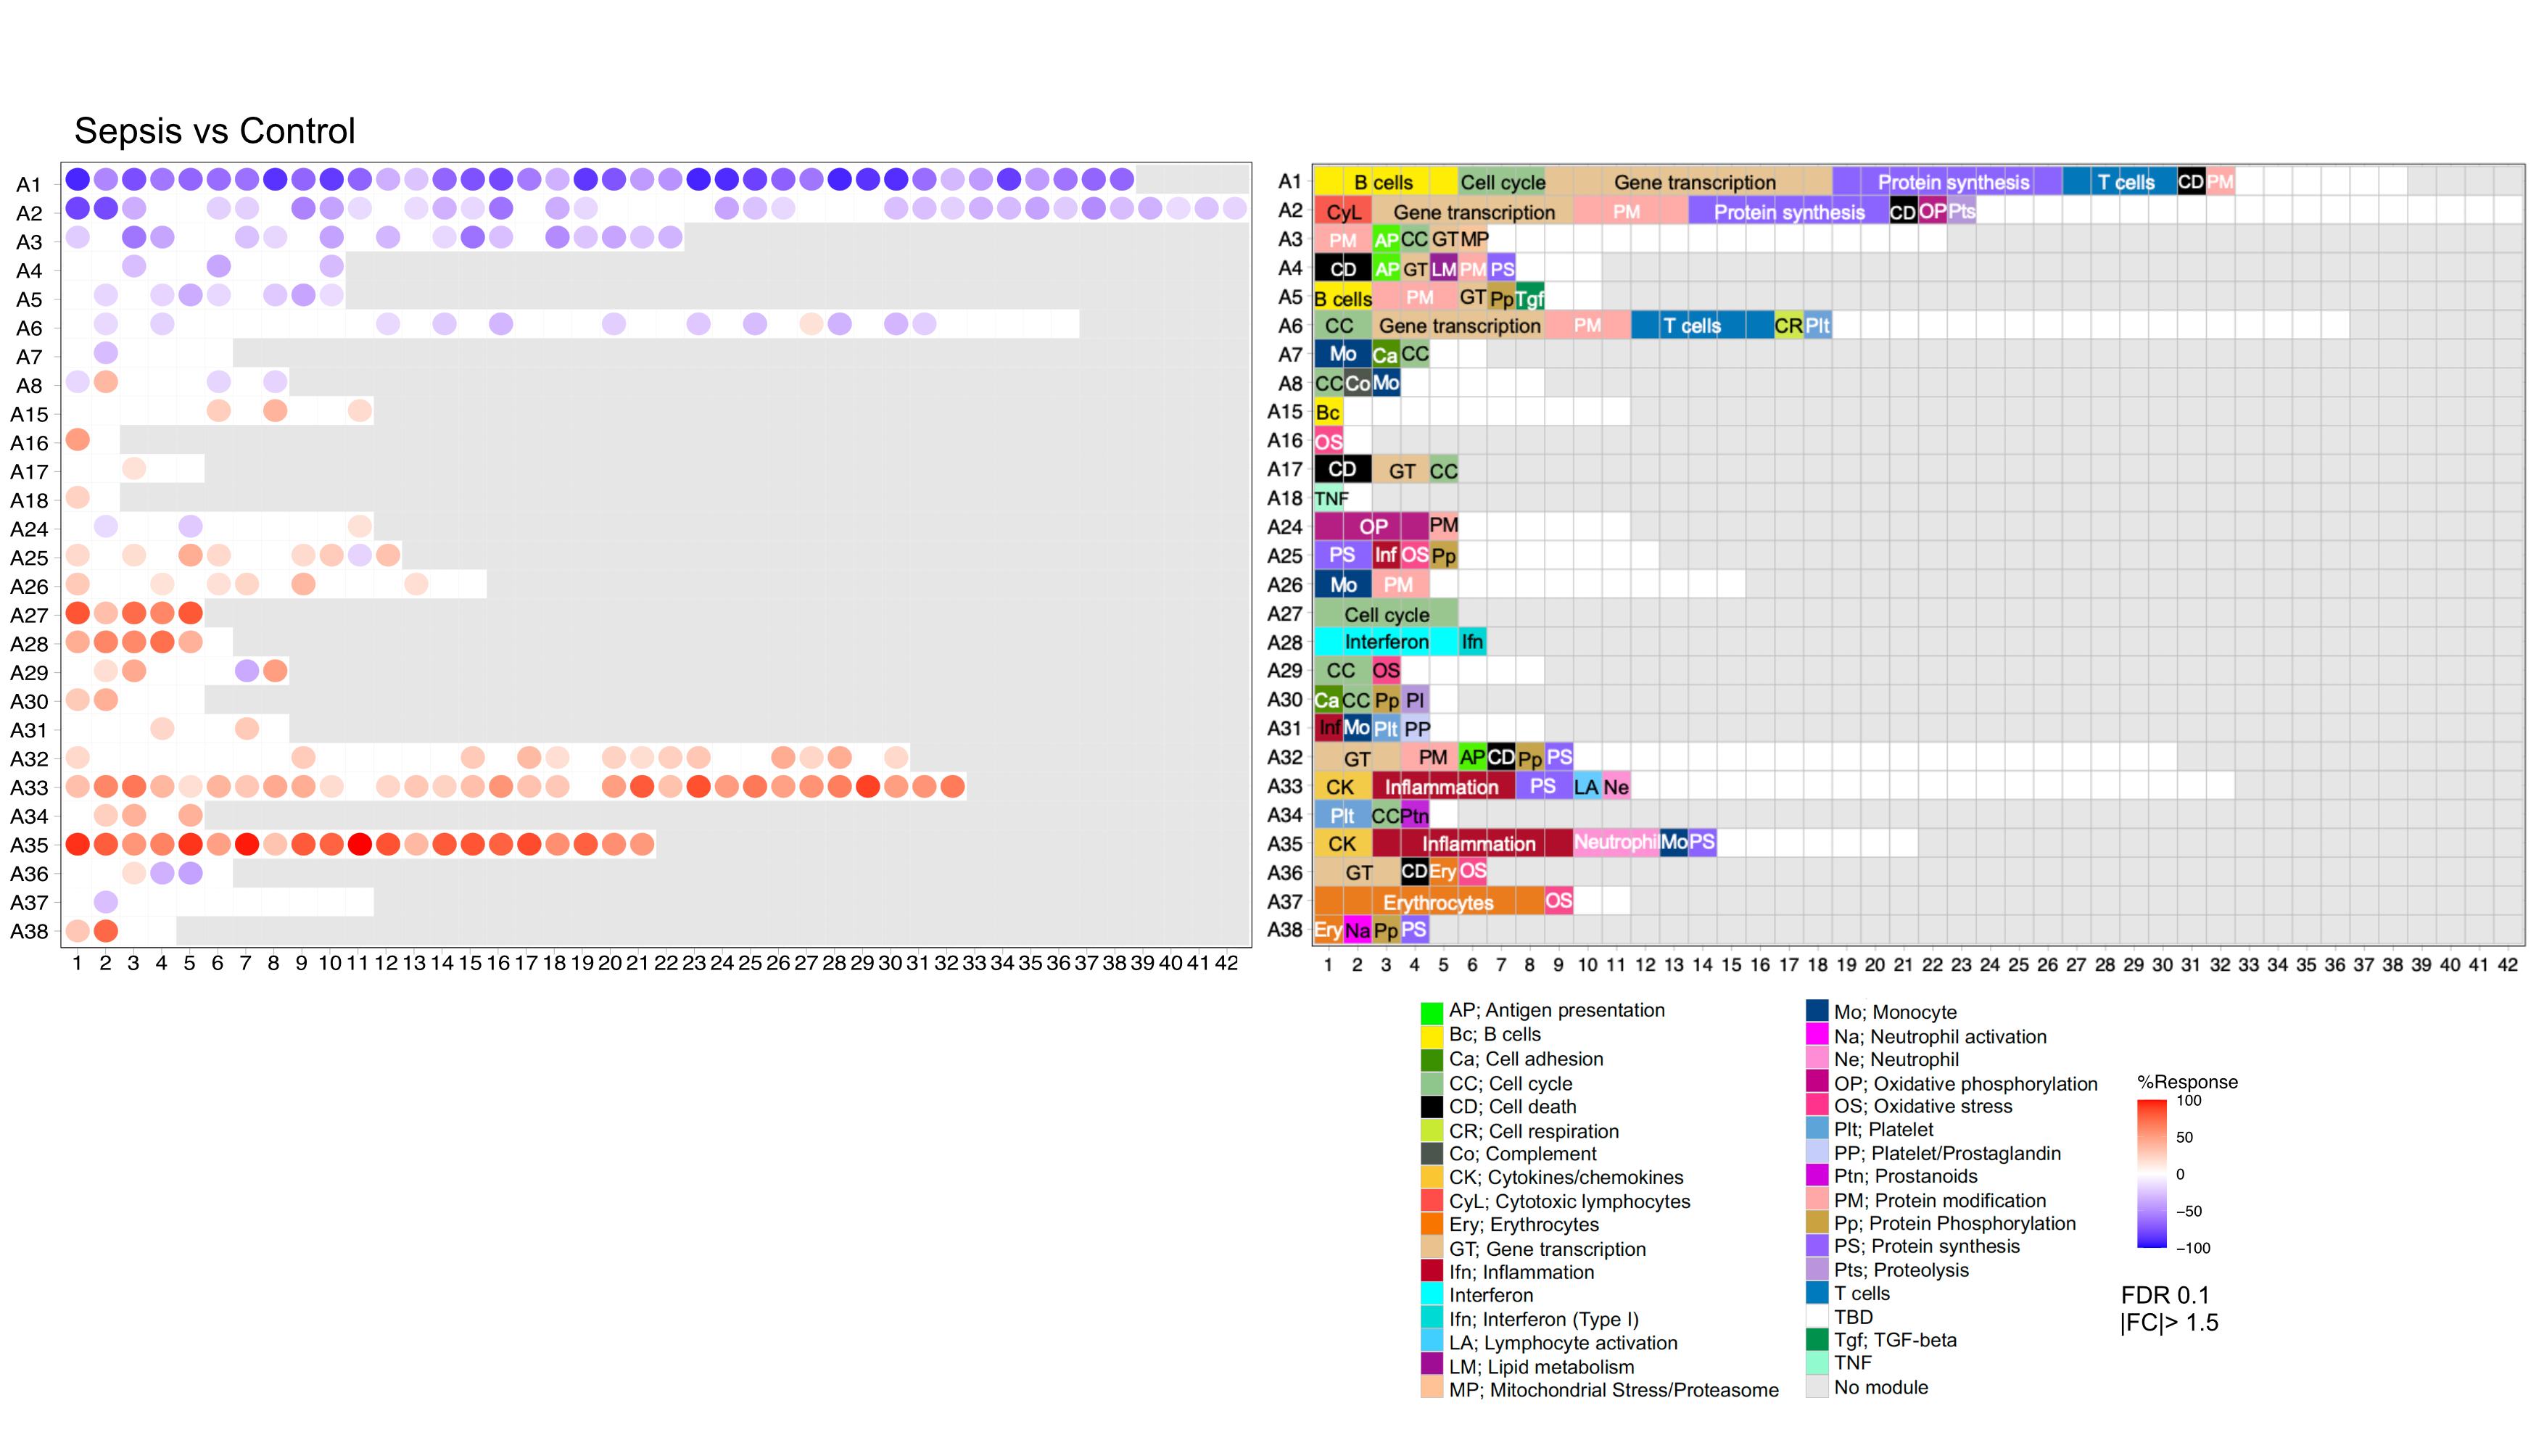 Sepsis vs Control
A1
A2
A3
A4
A5
A6
A7
A8
A15
A16
A17
A18
A24
A25
A26
A27
A28
A29
A30
A31
A32
A33
A34
A35
A36
A37
A38
1 2 3 4 5 6 7 8 9 10 11 12 13 14 15 16 17 18 19 20 21 22 23 24 25 26 27 28 29 30 31 32 33 34 35 36 37 38 39 40 41 42
A1 B cells Cell cycle Gene transcription Protein synthesis T cells CD PM
A2 CyL Gene transcription PM Protein synthesis CD OP Pts
A3 PM AP CC GT MP
A4 CD AP GT LM PM PS
A5 B cells PM GT Pp Tgf
A6 CC Gene transcription PM T cells CR Plt
A7 Mo Ca CC
A8 CC Co Mo
A15 Bc
A16 OS
A17 CD GT CC
A18 TNF
A24 OP PM
A25 PS Inf OS Pp
A26 Mo PM
A27 Cell cycle
A28 Interferon Ifn
A29 CC OS
A30 Ca CC Pp Pl
A31 Inf Mo Plt PP
A32 GT PM AP CD Pp PS
A33 CK Inflammation PS LA Ne
A34 Plt CC Ptn
A35 CK Inflammation Neutrophil Mo PS
A36 GT CD Ery OS
A37 Erythrocytes OS
A38 Ery Na Pp PS
1 2 3 4 5 6 7 8 9 10 11 12 13 14 15 16 17 18 19 20 21 22 23 24 25 26 27 28 29 30 31 32 33 34 35 36 37 38 39 40 41 42
AP; Antigen presentation
Bc; B cells
Ca; Cell adhesion
CC; Cell cycle
CD; Cell death
CR; Cell respiration
Co; Complement
CK; Cytokines/chemokines
CyL; Cytotoxic lymphocytes
Ery; Erythrocytes
GT; Gene transcription
Ifn; Inflammation
Interferon
Ifn; Interferon (Type I)
LA; Lymphocyte activation
LM; Lipid metabolism
MP; Mitochondrial Stress/Proteasome
Mo; Monocyte
Na; Neutrophil activation
Ne; Neutrophil
OP; Oxidative phosphorylation
OS; Oxidative stress
Plt; Platelet
PP; Platelet/Prostaglandin
Ptn; Prostanoids
PM; Protein modification
Pp; Protein Phosphorylation
PS; Protein synthesis
Pts; Proteolysis
T cells
TBD
Tgf; TGF-beta
TNF
No module
%Response
100
50
0
−50
−100
FDR 0.1
|FC|> 1.5